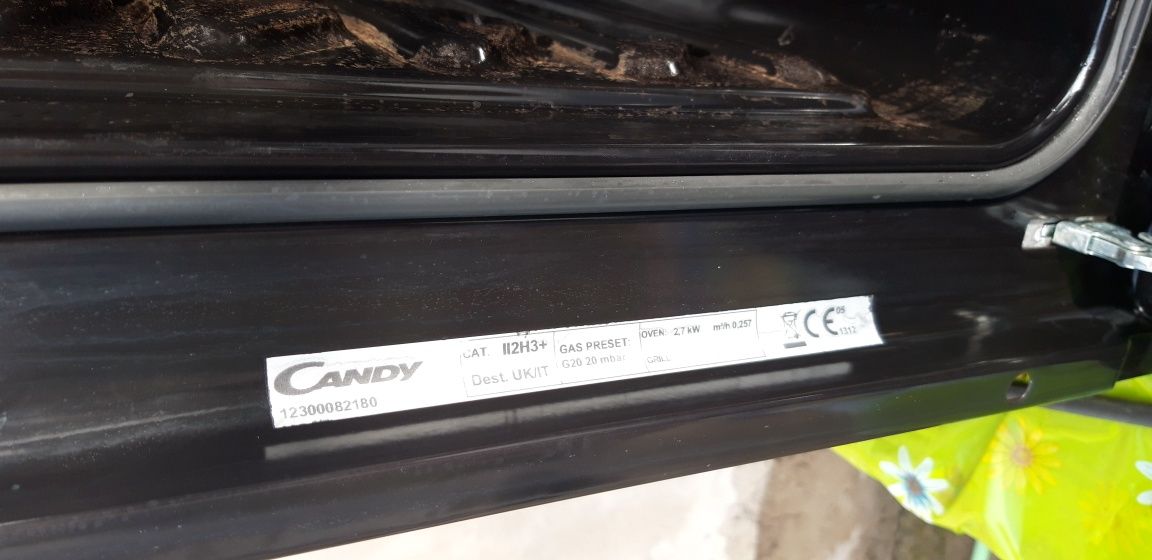 CANDY
12300082180
CAT. II2H3+
Dest. UK/IT
GAS PRESET:
G20 20 mbar
OVEN: 2,7 kW m³/h 0,257
GRILL
CE 05
1312